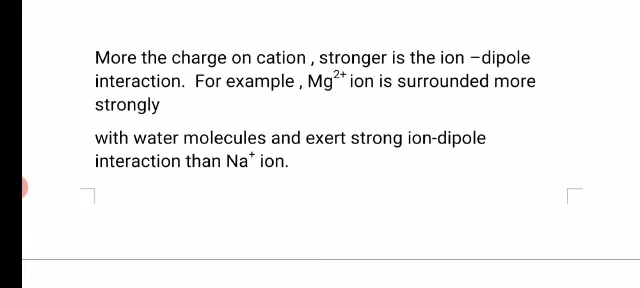 More the charge on cation , stronger is the ion –dipole
interaction.  For example , Mg²⁺ ion is surrounded more
strongly
with water molecules and exert strong ion-dipole
interaction than Na⁺ ion.